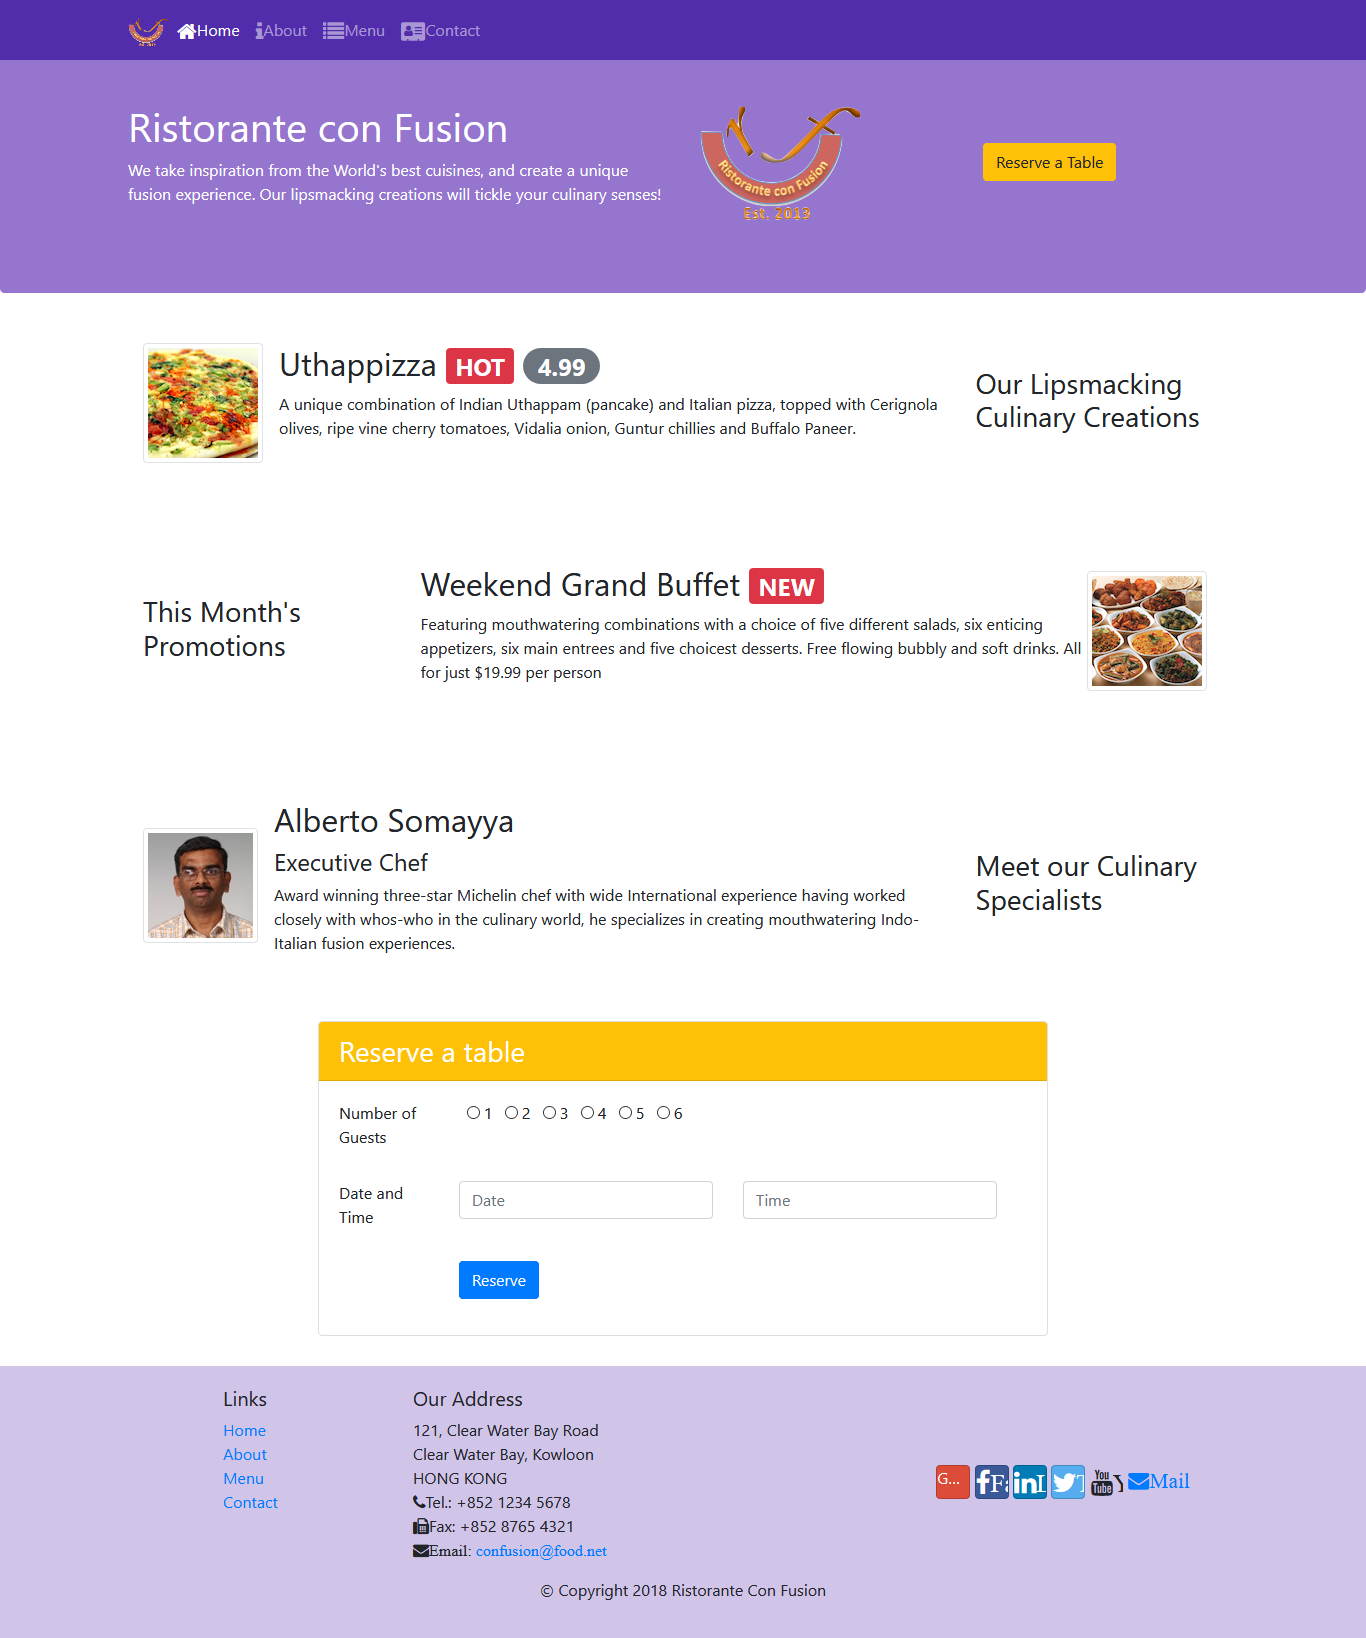 Home About Menu Contact
Ristorante con Fusion
We take inspiration from the World's best cuisines, and create a unique
fusion experience. Our lipsmacking creations will tickle your culinary senses!
Ristorante con Fusion
Est. 2013
Reserve a Table
Uthappizza HOT 4.99
A unique combination of Indian Uthappam (pancake) and Italian pizza, topped with Cerignola
olives, ripe vine cherry tomatoes, Vidalia onion, Guntur chillies and Buffalo Paneer.
Our Lipsmacking
Culinary Creations
This Month's
Promotions
Weekend Grand Buffet NEW
Featuring mouthwatering combinations with a choice of five different salads, six enticing
appetizers, six main entrees and five choicest desserts. Free flowing bubbly and soft drinks. All
for just $19.99 per person
Alberto Somayya
Executive Chef
Award winning three-star Michelin chef with wide International experience having worked
closely with whos-who in the culinary world, he specializes in creating mouthwatering Indo-
Italian fusion experiences.
Meet our Culinary
Specialists
Reserve a table
Number of
Guests
1 2 3 4 5 6
Date and
Time
Date
Time
Reserve
Links
Home
About
Menu
Contact
Our Address
121, Clear Water Bay Road
Clear Water Bay, Kowloon
HONG KONG
Tel.: +852 1234 5678
Fax: +852 8765 4321
Email: confusion@food.net
G... You Tube Mail
© Copyright 2018 Ristorante Con Fusion